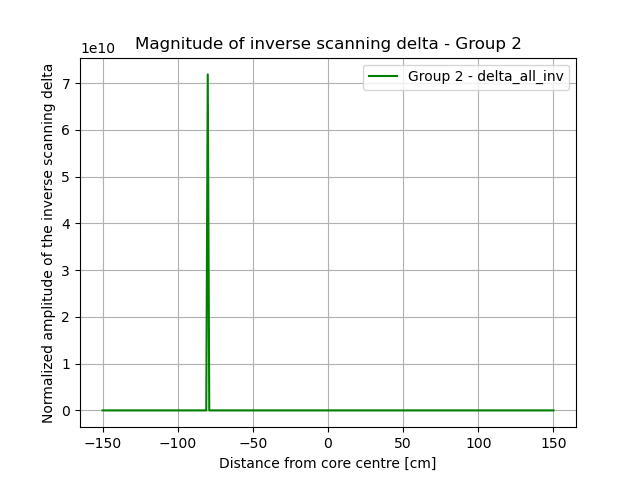 Magnitude of inverse scanning delta - Group 2
1e10
Group 2 - delta_all_inv
Normalized amplitude of the inverse scanning delta
7
6
5
4
3
2
1
0
−150 −100 −50 0 50 100 150
Distance from core centre [cm]